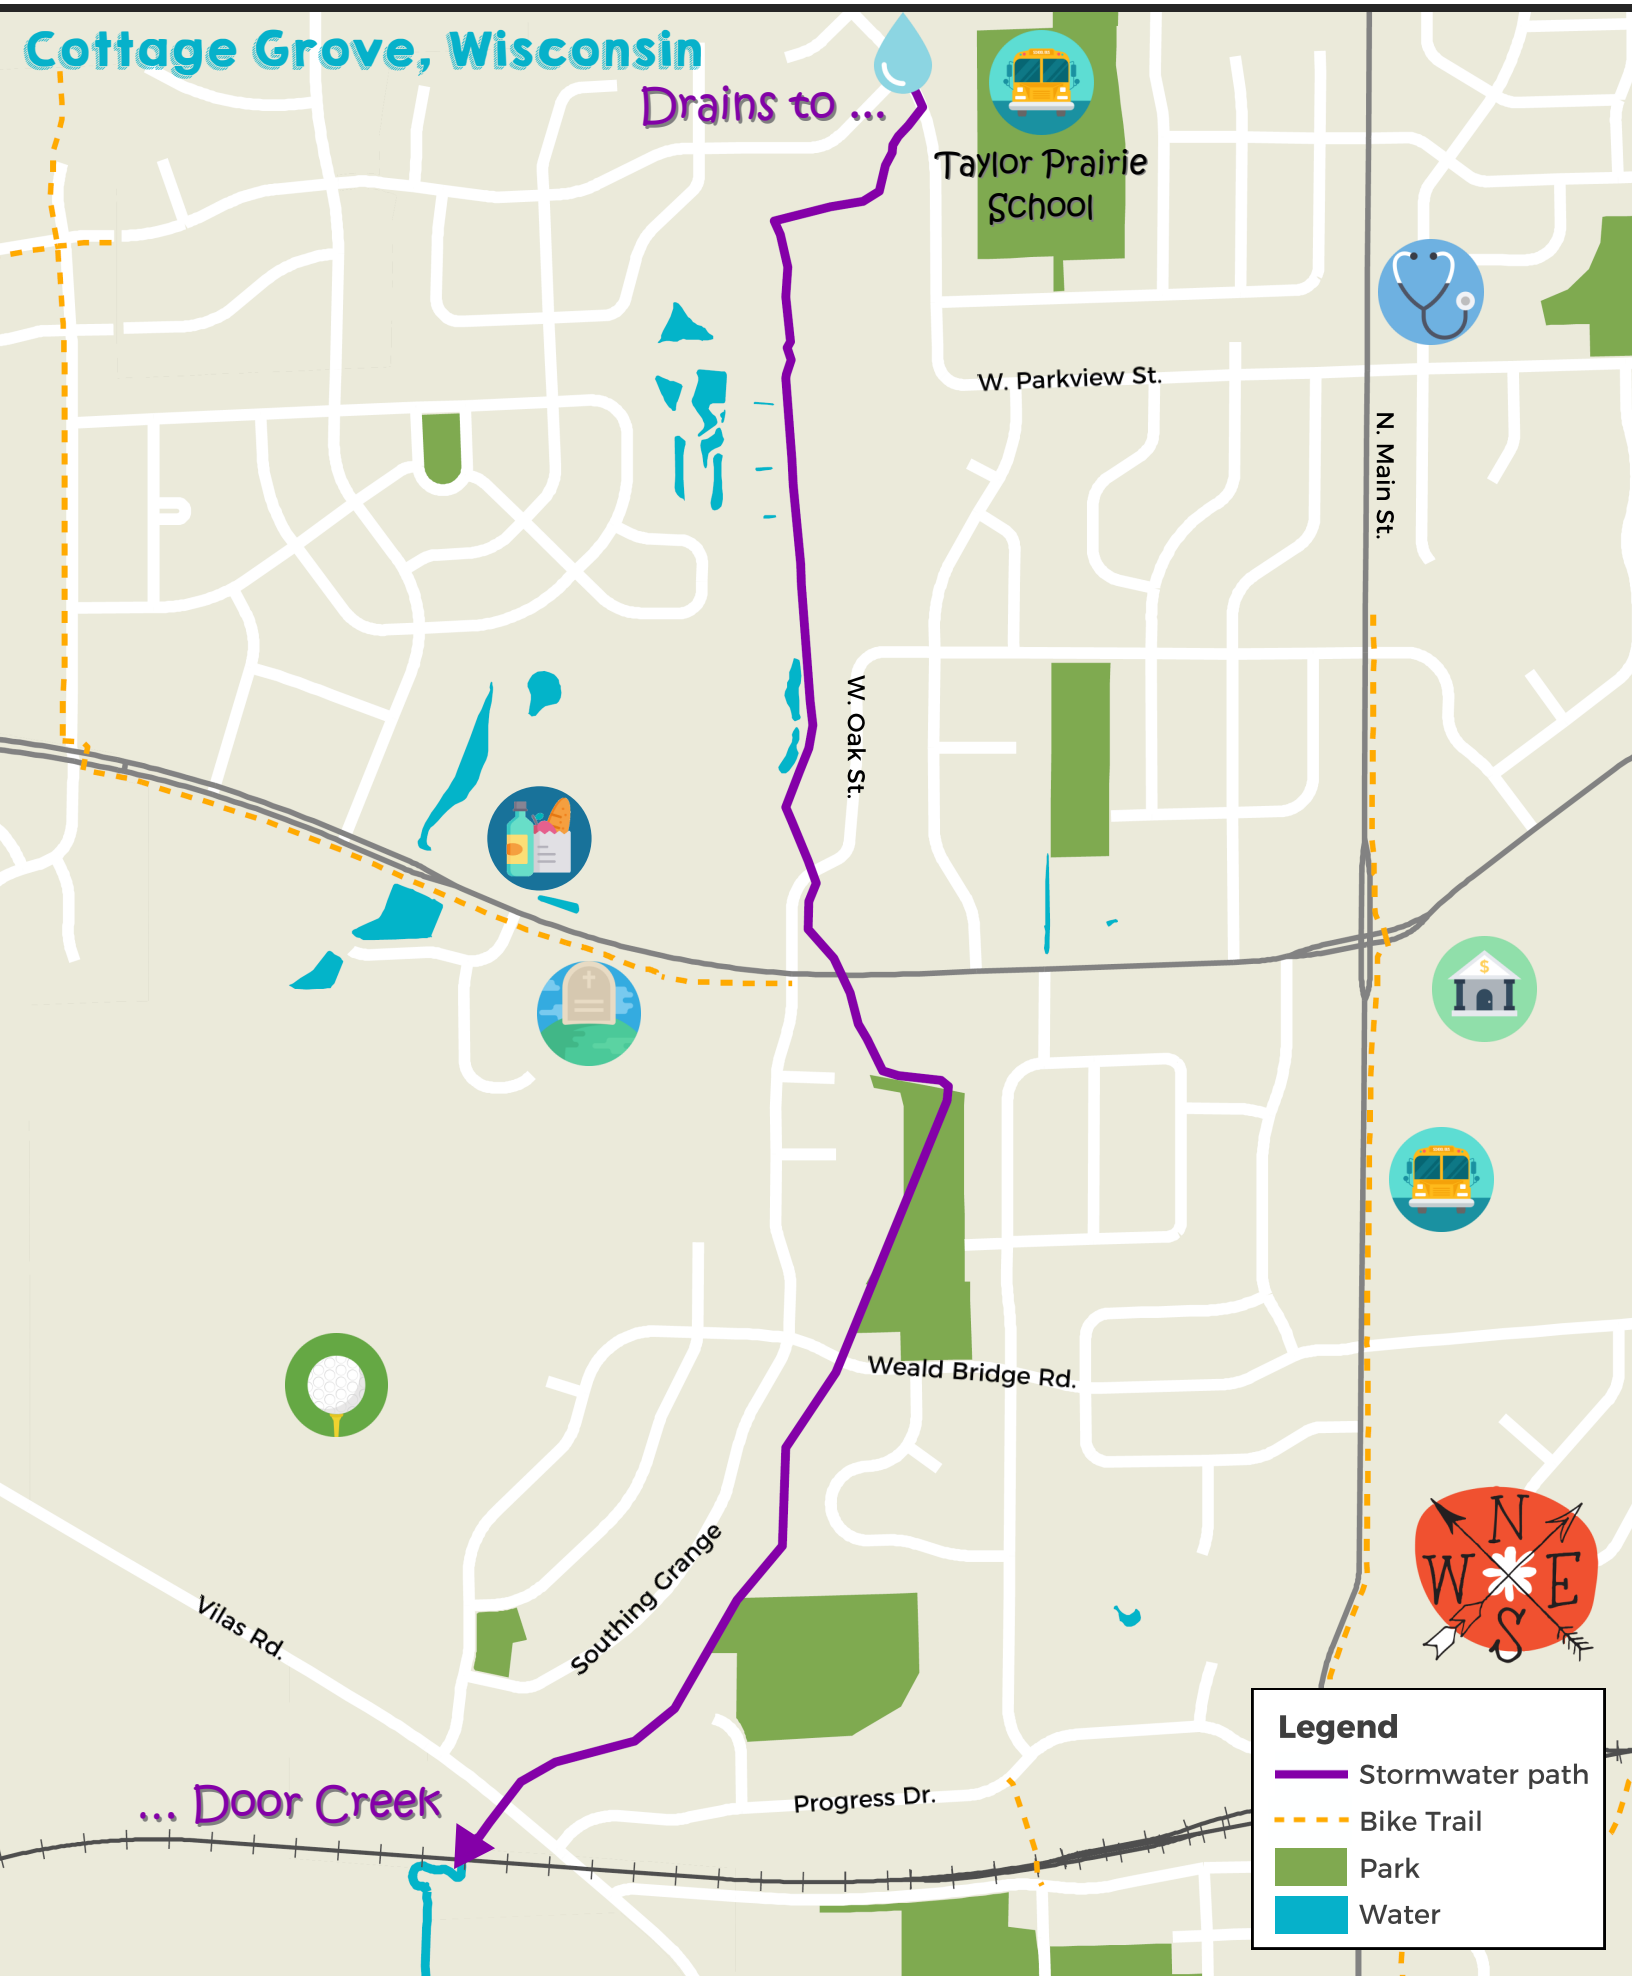 Cottage Grove, Wisconsin
Drains to ...
Taylor Prairie
School
W. Parkview St.
N. Main St.
W. Oak St.
$
Weald Bridge Rd.
N
W
E
S
Southing Grange
Vilas Rd.
... Door Creek
Progress Dr.
Legend
Stormwater path
Bike Trail
Park
Water